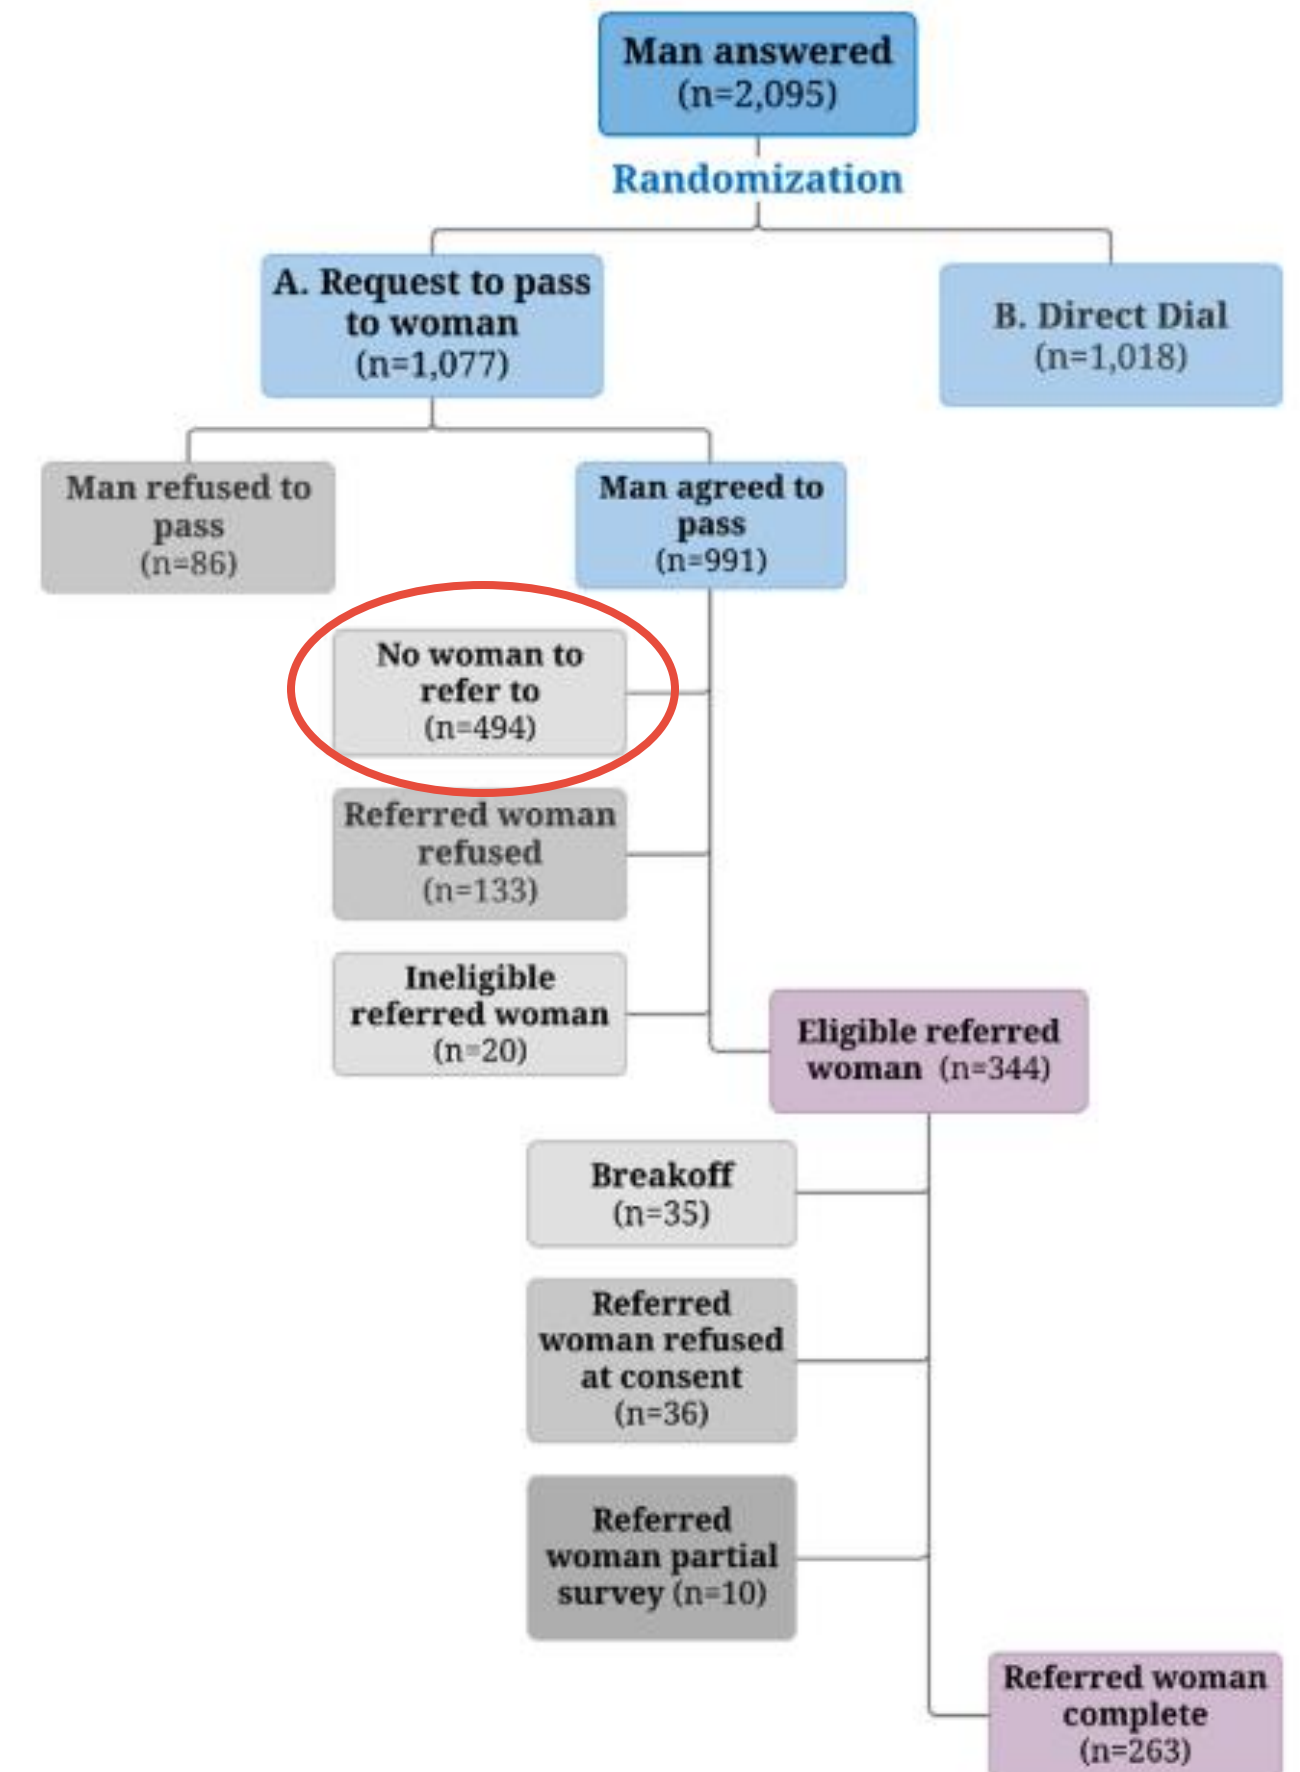 Man answered
(n=2,095)
Randomization
A. Request to pass
to woman
(n=1,077)
B. Direct Dial
(n=1,018)
Man refused to
pass
(n=86)
Man agreed to
pass
(n=991)
No woman to
refer to
(n=494)
Referred woman
refused
(n=133)
Ineligible
referred woman
(n=20)
Eligible referred
woman (n=344)
Breakoff
(n=35)
Referred
woman refused
at consent
(n=36)
Referred
woman partial
survey (n=10)
Referred woman
complete
(n=263)